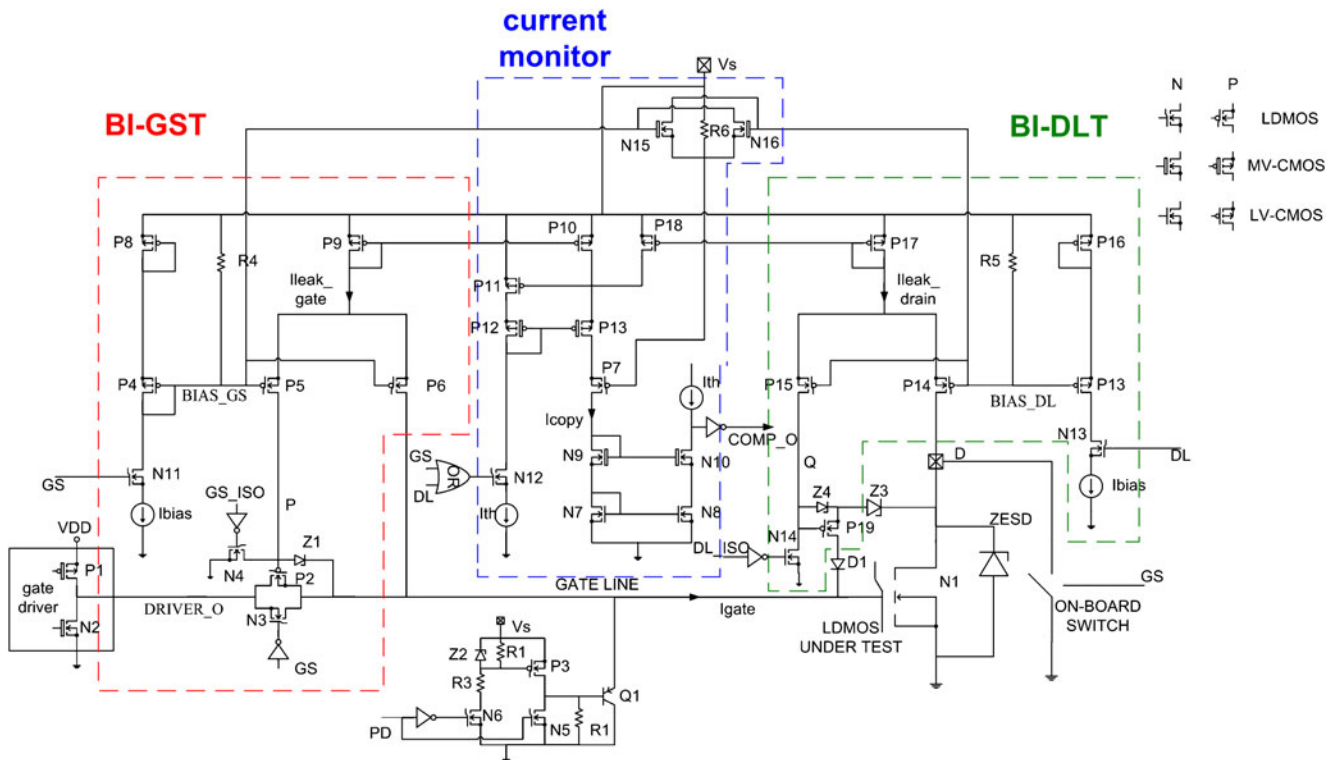 current
monitor
Vs
N P
BI-GST
N15 R6 N16
BI-DLT
LDMOS
MV-CMOS
LV-CMOS
P8 R4 P9 P10 P18 P17 R5 P16
Ileak_
gate
Ileak_
drain
P11
P12 P13
P7
P4 BIAS_GS P5 P6 Ith P15 P14 BIAS_DL P13
Icopy
COMP_O
N9 N10
N11 GS
GS
DL
OR
N12
Q D N13 DL
GS_ISO
Ibias P Ith N7 N8 Ibias
VDD
Z4 Z3
P19
ZESD
N14
DL_ISO
N4 Z1
P1
P2
gate
driver
DRIVER_O
GATE LINE
D1
N1
GS
N2 N3
Igate
LDMOS
UNDER TEST
ON-BOARD
SWITCH
GS
Vs
Z2 R1 P3
R3
Q1
PD N6 N5 R1